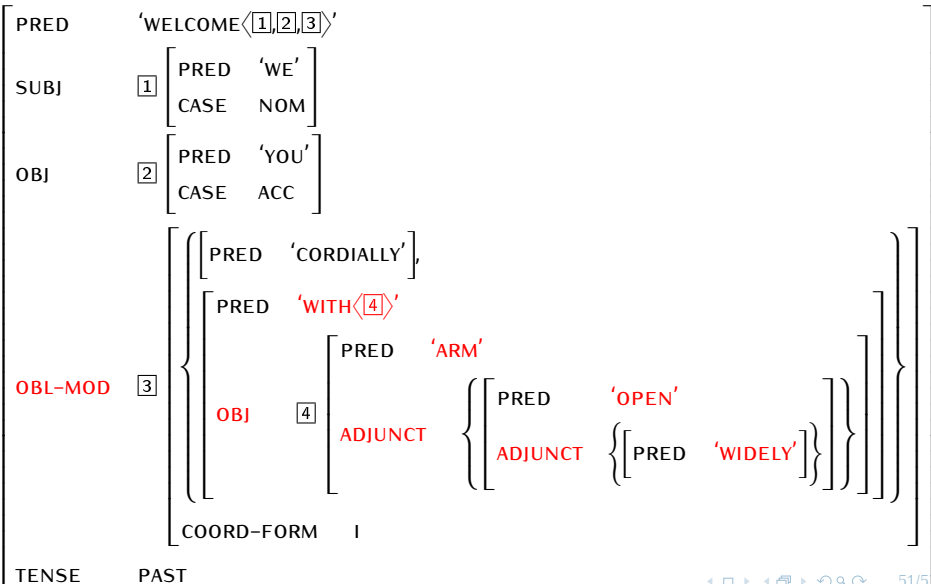 PRED ‘WELCOME⟨1,2,3⟩’
SUBJ 1 PRED ‘WE’
CASE NOM
OBJ 2 PRED ‘YOU’
CASE ACC
OBL-MOD 3 PRED ‘CORDIALLY’,
PRED ‘WITH⟨4⟩’
OBJ 4 PRED ‘ARM’
ADJUNCT PRED ‘OPEN’
ADJUNCT PRED ‘WIDELY’
COORD-FORM I
TENSE PAST